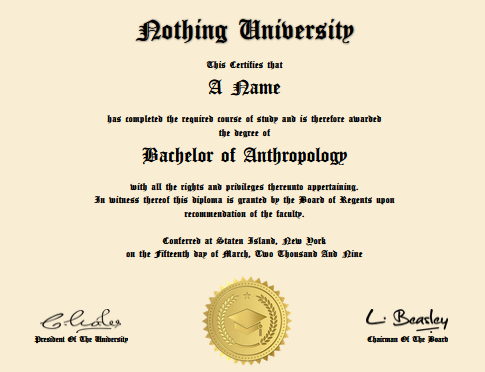 Nothing University
This Certifies that
A Name
has completed the required course of study and is therefore awarded
the degree of
Bachelor of Anthropology
with all the rights and privileges thereunto appertaining.
In witness thereof this diploma is granted by the Board of Regents upon
recommendation of the faculty.
Conferred at Staten Island, New York
on the Fifteenth day of March, Two Thousand And Nine
L. Beasley
President Of The University
Chairman Of The Board